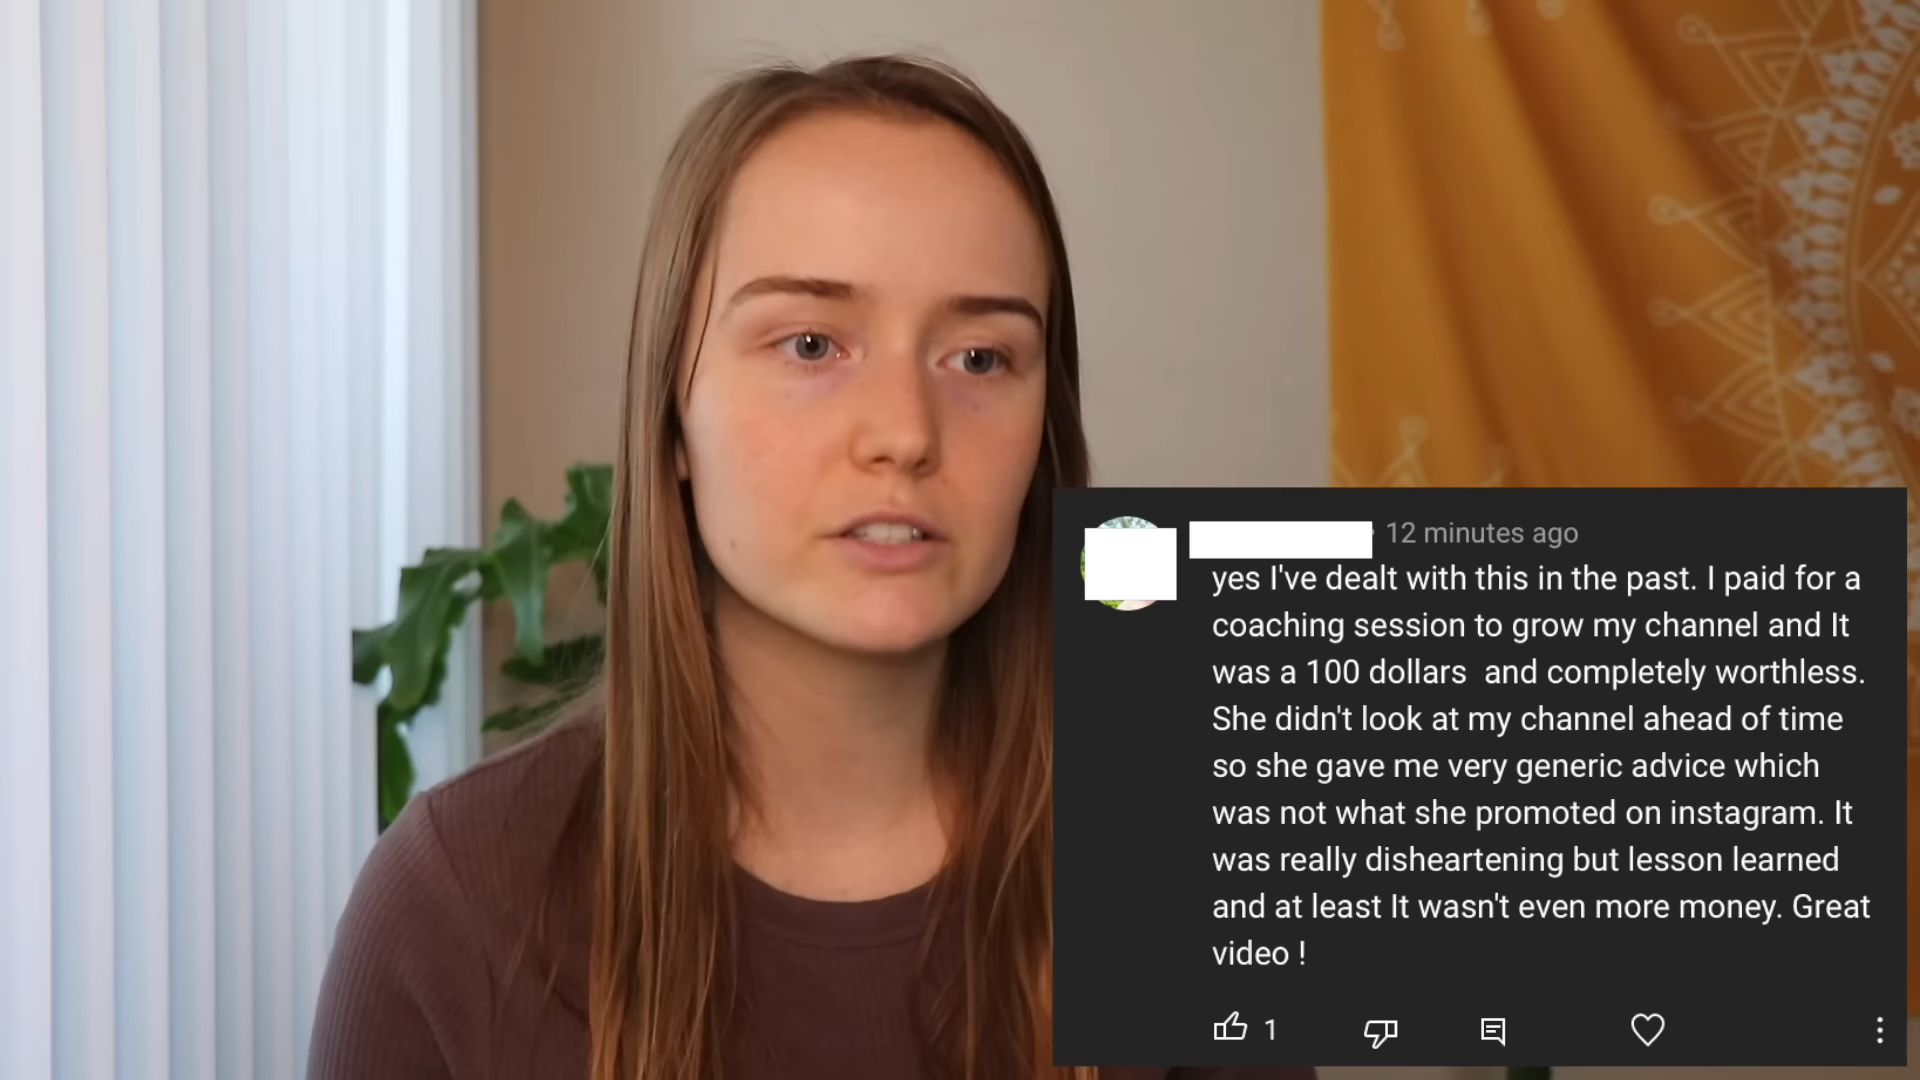 12 minutes ago
yes I've dealt with this in the past. I paid for a
coaching session to grow my channel and It
was a 100 dollars  and completely worthless.
She didn't look at my channel ahead of time
so she gave me very generic advice which
was not what she promoted on instagram. It
was really disheartening but lesson learned
and at least It wasn't even more money. Great
video !
1